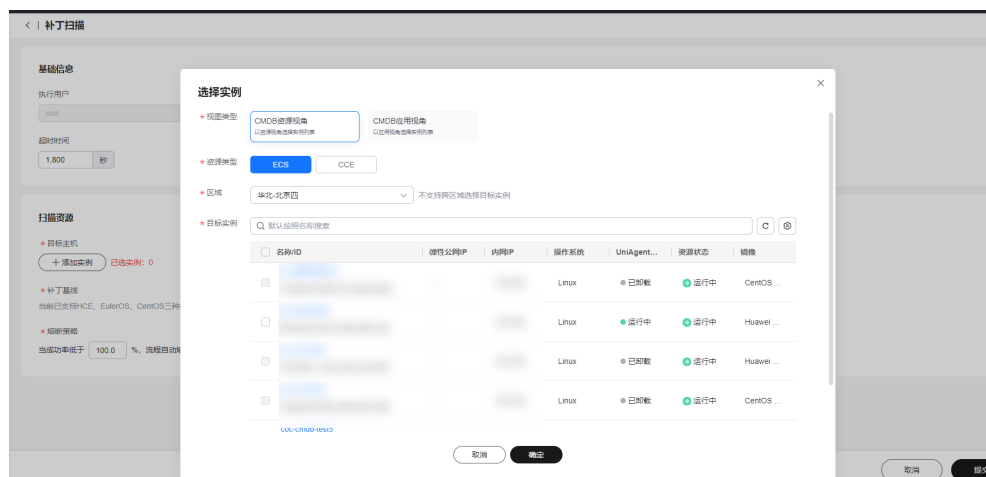 < | 补丁扫描
基础信息
执行用户
root
超时时间
1,800 秒
扫描资源
* 目标主机
+ 添加实例 已选实例：0
* 补丁基线
当前已支持HCE、EulerOS、CentOS三种
* 熔断策略
当成功率低于 100.0 %，流程自动
选择实例
* 视图类型
CMDB资源视角
以资源视角选择实例列表
CMDB应用视角
以应用视角选择实例列表
* 资源类型 ECS CCE
* 区域 华北-北京四 不支持跨区域选择目标实例
* 目标实例 默认按照名称搜索
名称/ID 弹性公网IP 内网IP 操作系统 UniAgent... 资源状态 镜像
Linux 已卸载 运行中 CentOS ...
Linux 运行中 运行中 Huawei ...
Linux 已卸载 运行中 Huawei ...
Linux 已卸载 运行中 CentOS ...
coc-cmdb-test5
取消 确定
取消 提交